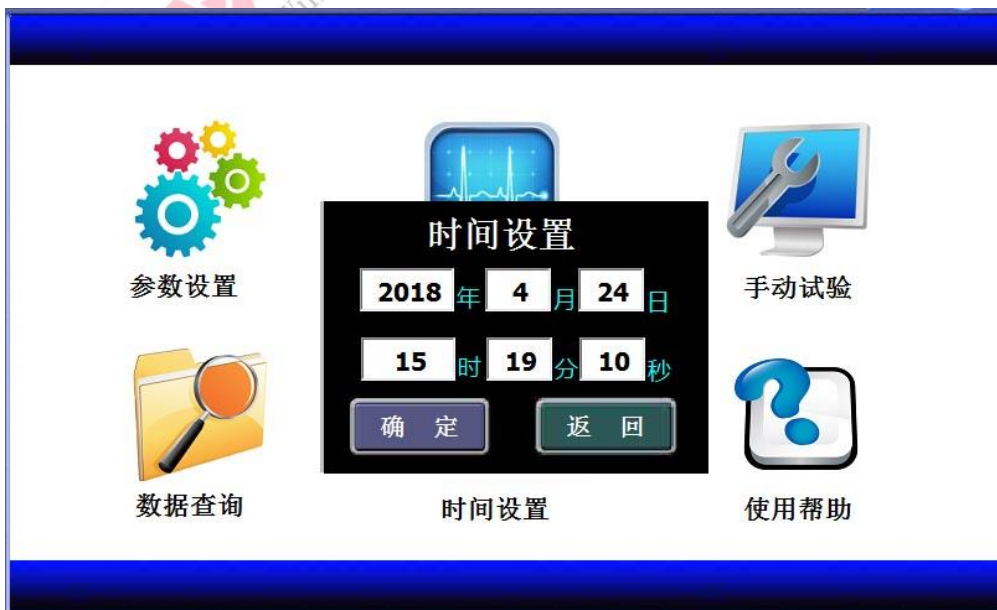 时间设置
2018 年 4 月 24 日
15 时 19 分 10 秒
确 定 返 回
参数设置 手动试验
数据查询 时间设置 使用帮助